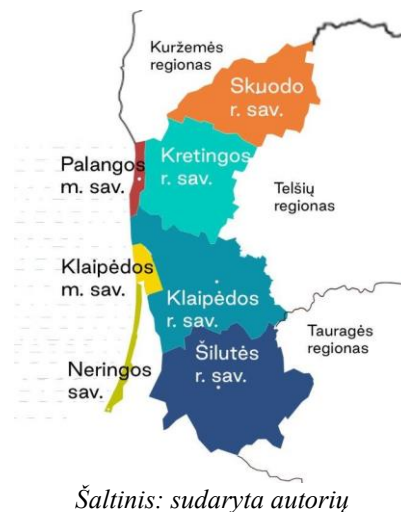 Kuržemės
regionas
Skuodo
r. sav.
Palangos
m. sav.
Kretingos
r. sav.
Telšių
regionas
Klaipėdos
m. sav.
Klaipėdos
r. sav.
Tauragės
regionas
Neringos
sav.
Šilutės
r. sav.
Šaltinis: sudaryta autorių